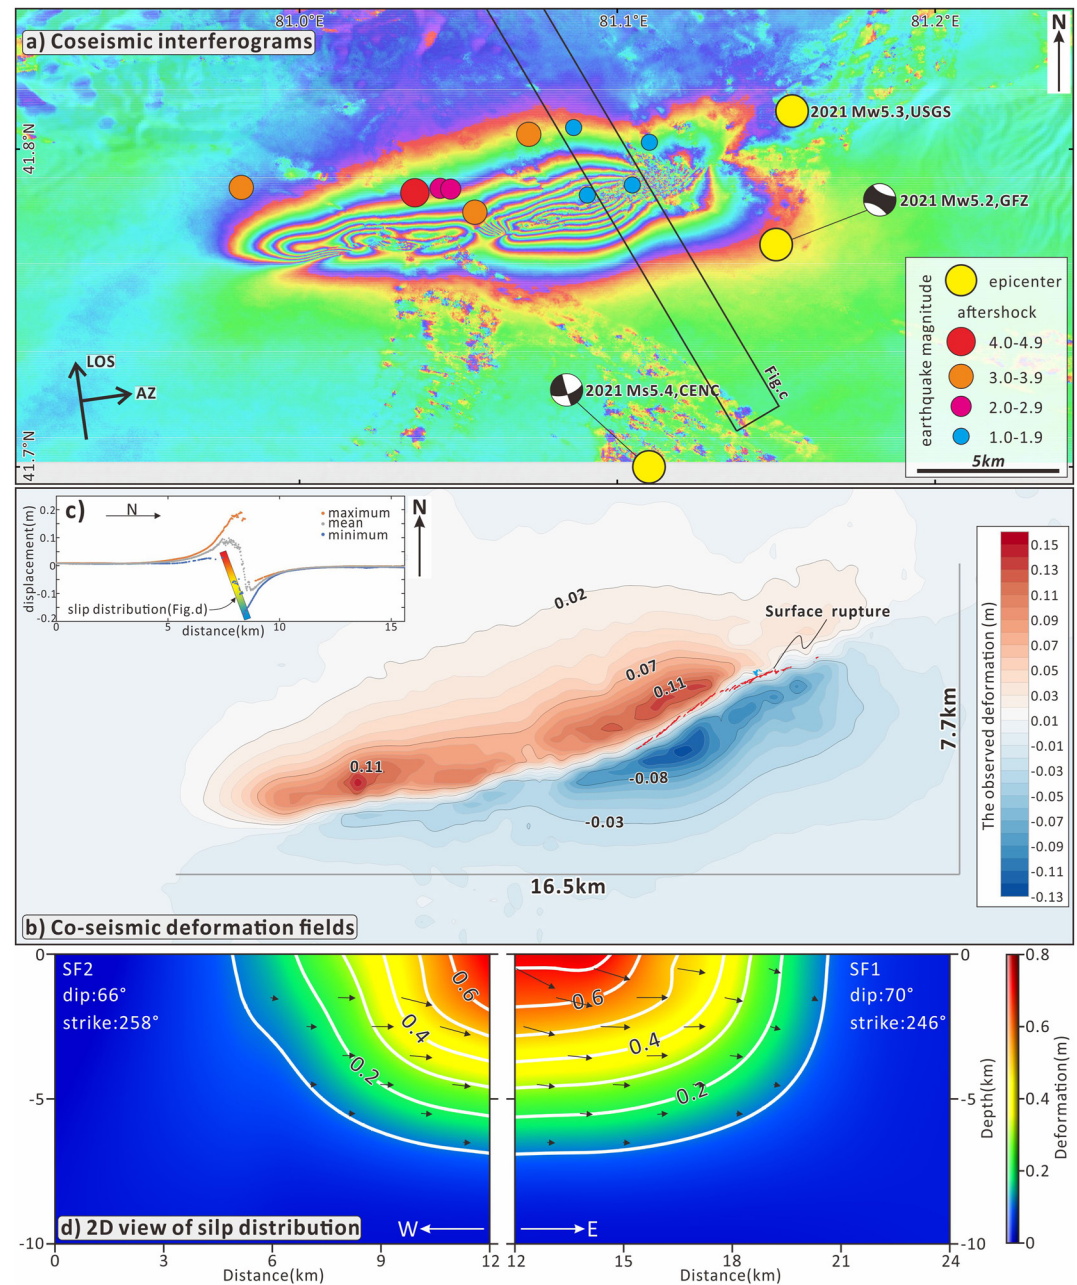 81.0°E
81.1°E
81.2°E
a) Coseismic interferograms
N
41.8°N
41.7°N
2021 Mw5.3,USGS
2021 Mw5.2,GFZ
2021 Ms5.4,CENC
Fig.c
LOS
AZ
earthquake magnitude
epicenter
aftershock
4.0-4.9
3.0-3.9
2.0-2.9
1.0-1.9
5km
c)
N
maximum
mean
minimum
displacement(m)
0.2
0.1
0
-0.1
-0.2
slip distribution(Fig.d)
0
5
10
15
distance(km)
N
0.02
Surface rupture
0.07
0.11
0.11
-0.08
-0.03
7.7km
16.5km
The observed deformation (m)
0.15
0.13
0.11
0.09
0.07
0.05
0.03
0.01
-0.01
-0.03
-0.05
-0.07
-0.09
-0.11
-0.13
b) Co-seismic deformation fields
0
-5
-10
SF2
dip:66°
strike:258°
0.6
0.4
0.2
SF1
dip:70°
strike:246°
0.6
0.4
0.2
0
-5
-10
Depth(km)
0.8
0.6
0.4
0.2
0
Deformation(m)
d) 2D view of silp distribution
W
E
0
3
6
9
12
12
15
18
21
24
Distance(km)
Distance(km)